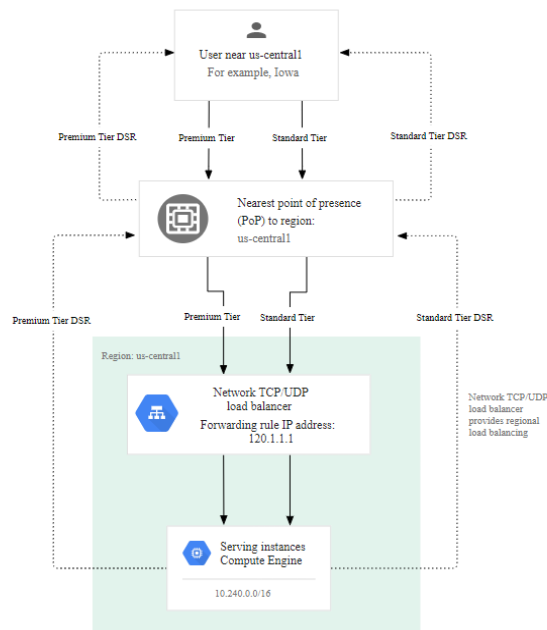 User near us-central1
For example, Iowa
Premium Tier DSR
Premium Tier
Standard Tier
Standard Tier DSR
Nearest point of presence
(PoP) to region:
us-central1
Premium Tier DSR
Premium Tier
Standard Tier
Standard Tier DSR
Region: us-central1
Network TCP/UDP
load balancer
Forwarding rule IP address:
120.1.1.1
Network TCP/UDP
load balancer
provides regional
load balancing
Serving instances
Compute Engine
10.240.0.0/16